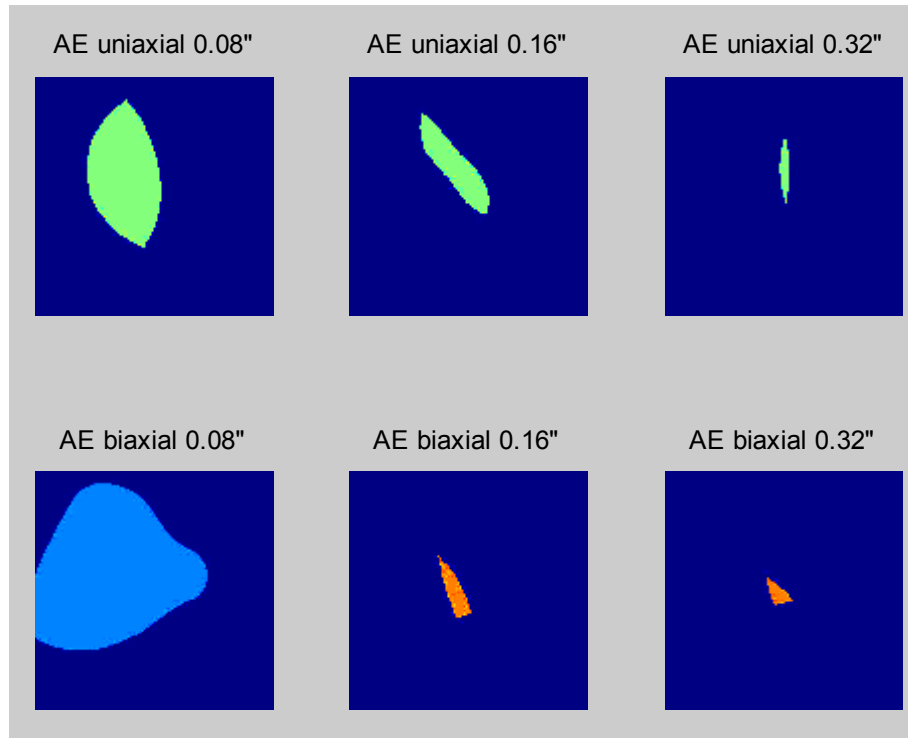 AE uniaxial 0.08"
AE uniaxial 0.16"
AE uniaxial 0.32"
AE biaxial 0.08"
AE biaxial 0.16"
AE biaxial 0.32"